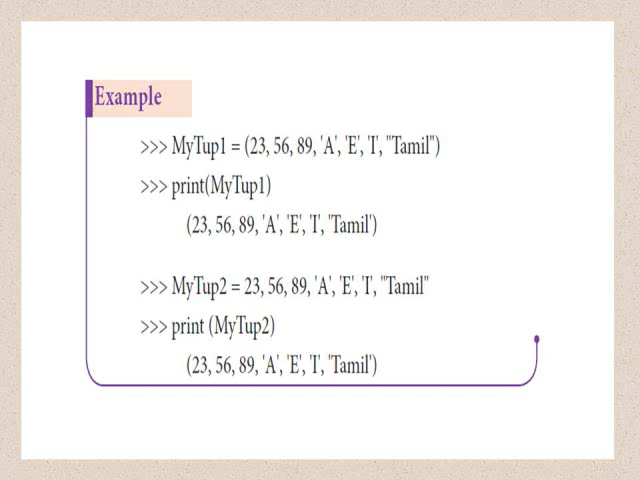 Example
>>> MyTup1 = (23, 56, 89, 'A', 'E', 'I', "Tamil")
>>> print(MyTup1)
(23, 56, 89, 'A', 'E', 'I', 'Tamil')
>>> MyTup2 = 23, 56, 89, 'A', 'E', 'I', "Tamil"
>>> print (MyTup2)
(23, 56, 89, 'A', 'E', 'I', 'Tamil')